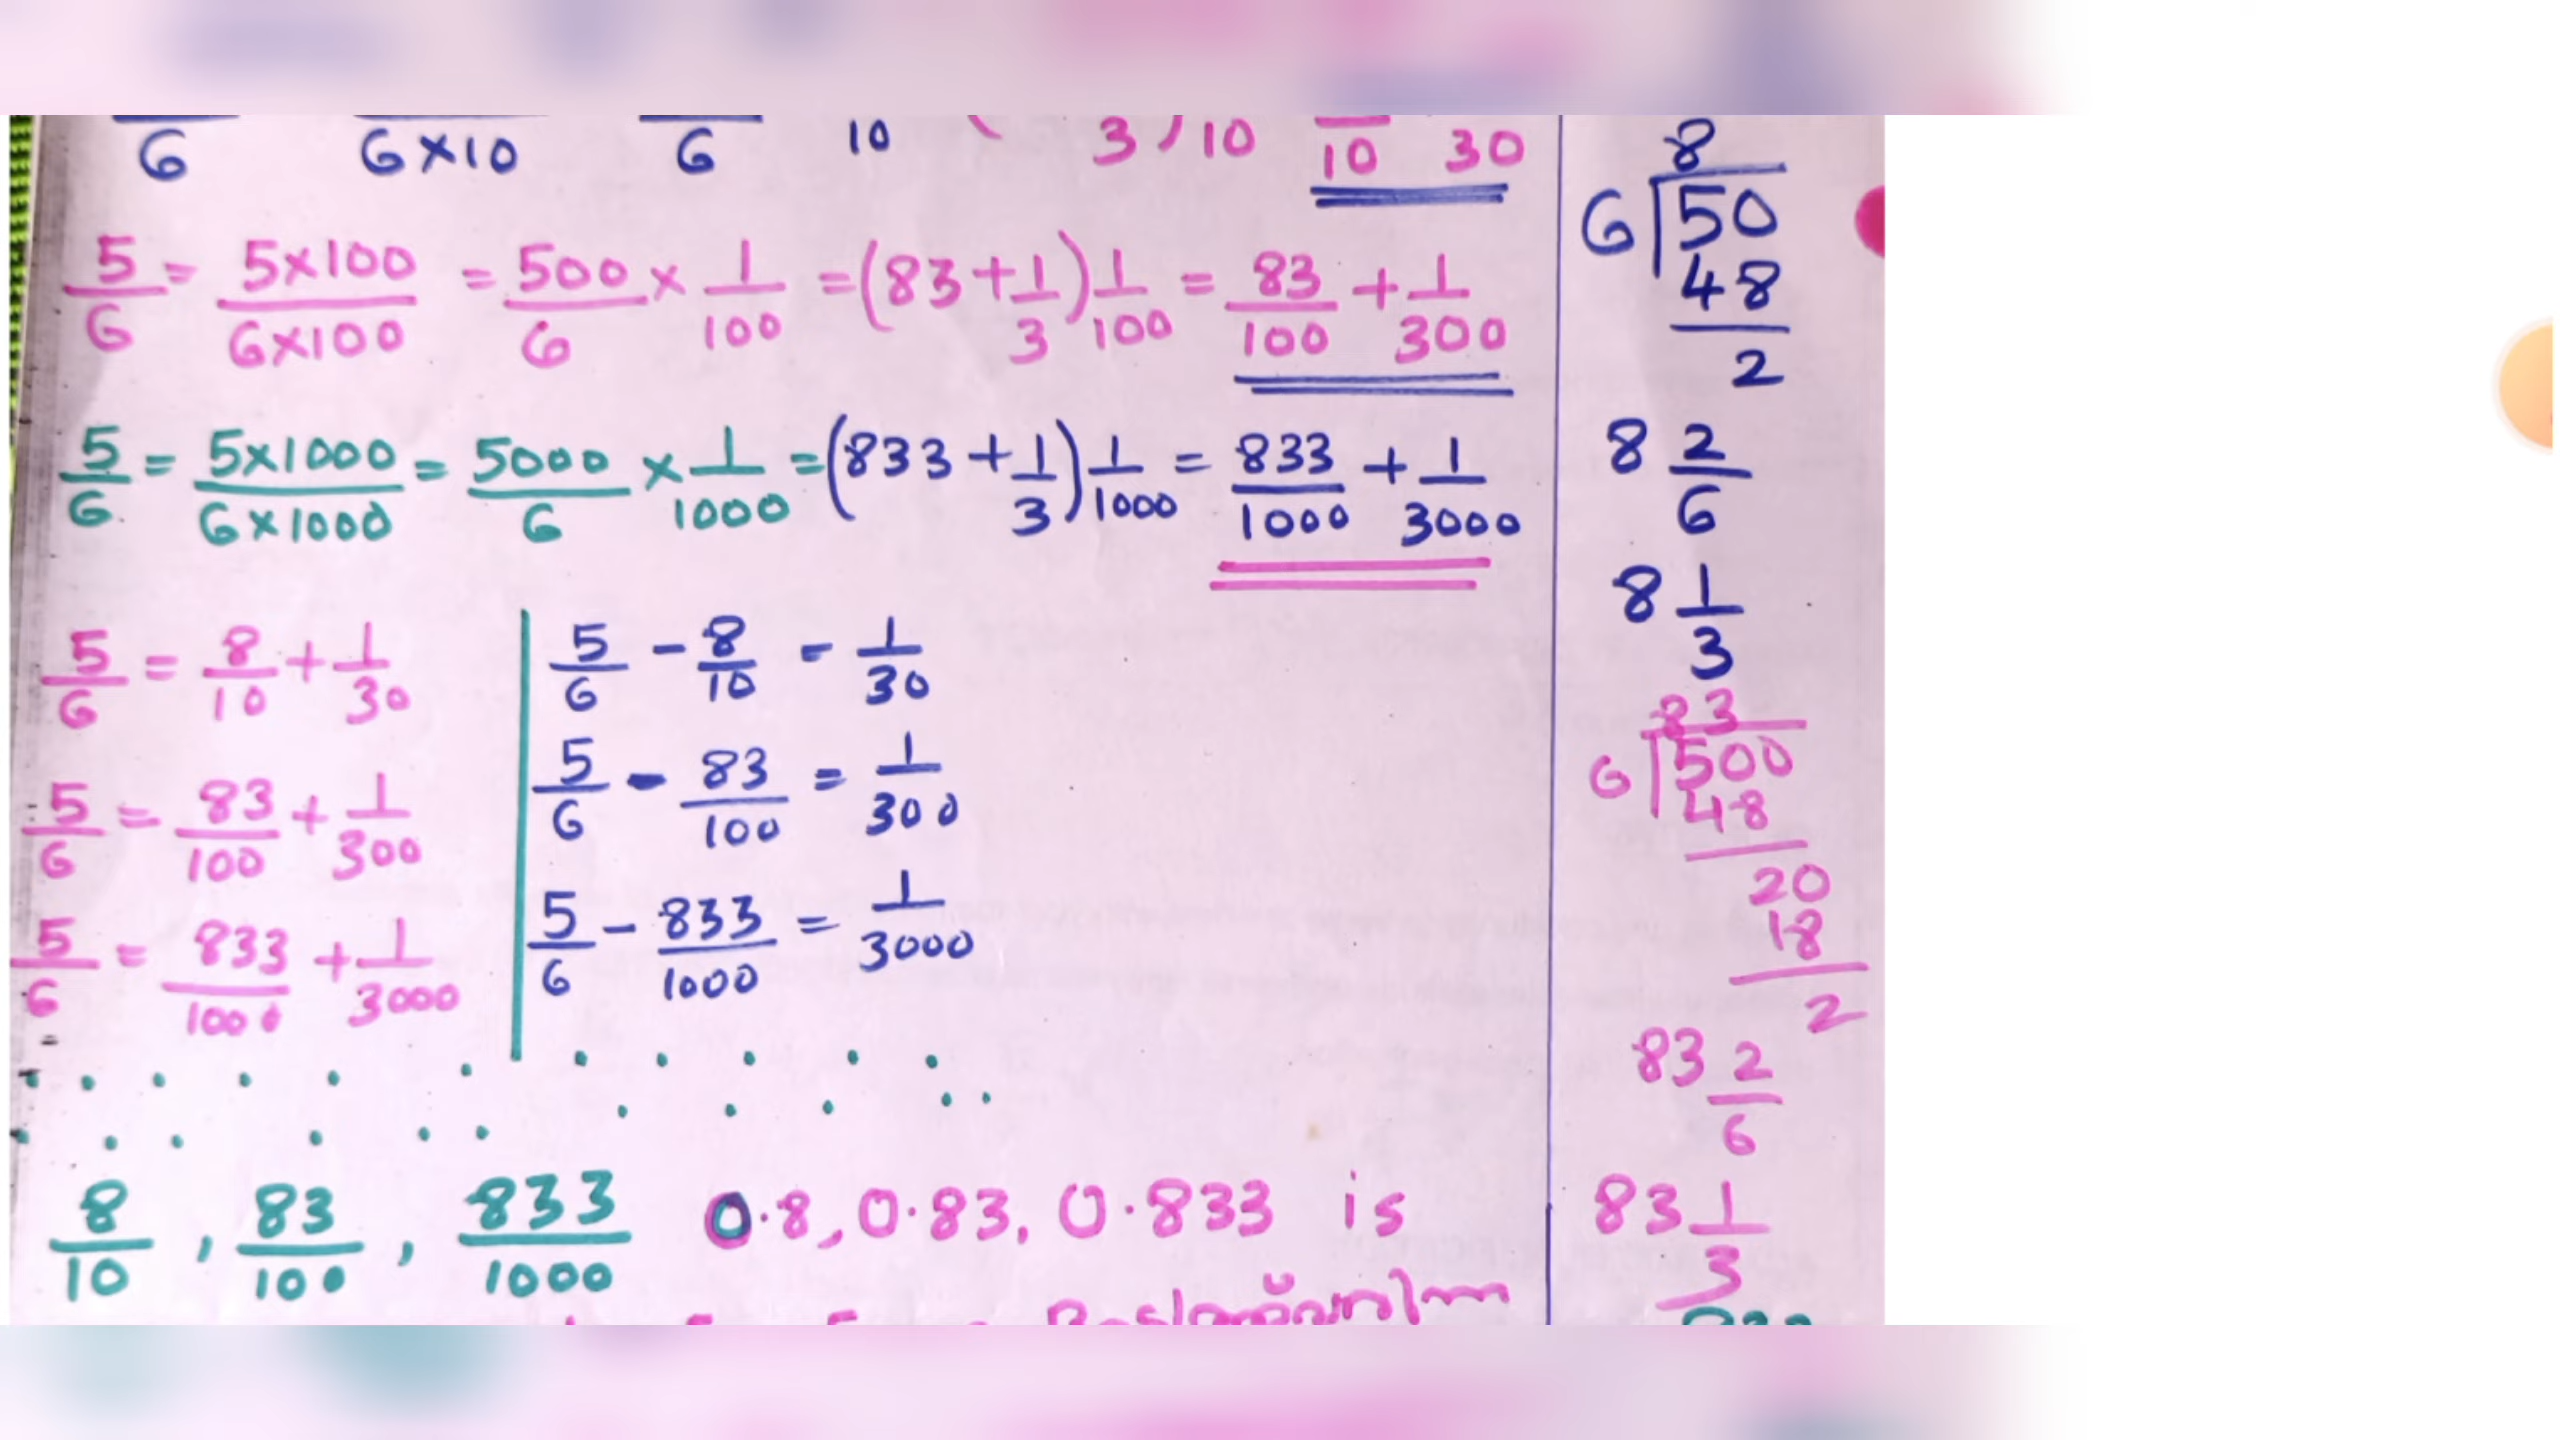 6 6×10 6 10 ( 3)10 10 30
5/6 = 5×100/6×100 = 500/6 × 1/100 = (83+1/3)1/100 = 83/100 + 1/300
5/6 = 5×1000/6×1000 = 5000/6 × 1/1000 = (833+1/3)1/1000 = 833/1000 + 1/3000
5/6 = 8/10 + 1/30
5/6 = 83/100 + 1/300
5/6 = 833/1000 + 1/3000
5/6 - 8/10 = 1/30
5/6 - 83/100 = 1/300
5/6 - 833/1000 = 1/3000
8/10 , 83/100 , 833/1000 0.8, 0.83, 0.833 is
8
6 50
48
2
8 2/6
8 1/3
83
6 500
48
20
18
2
83 2/6
83 1/3